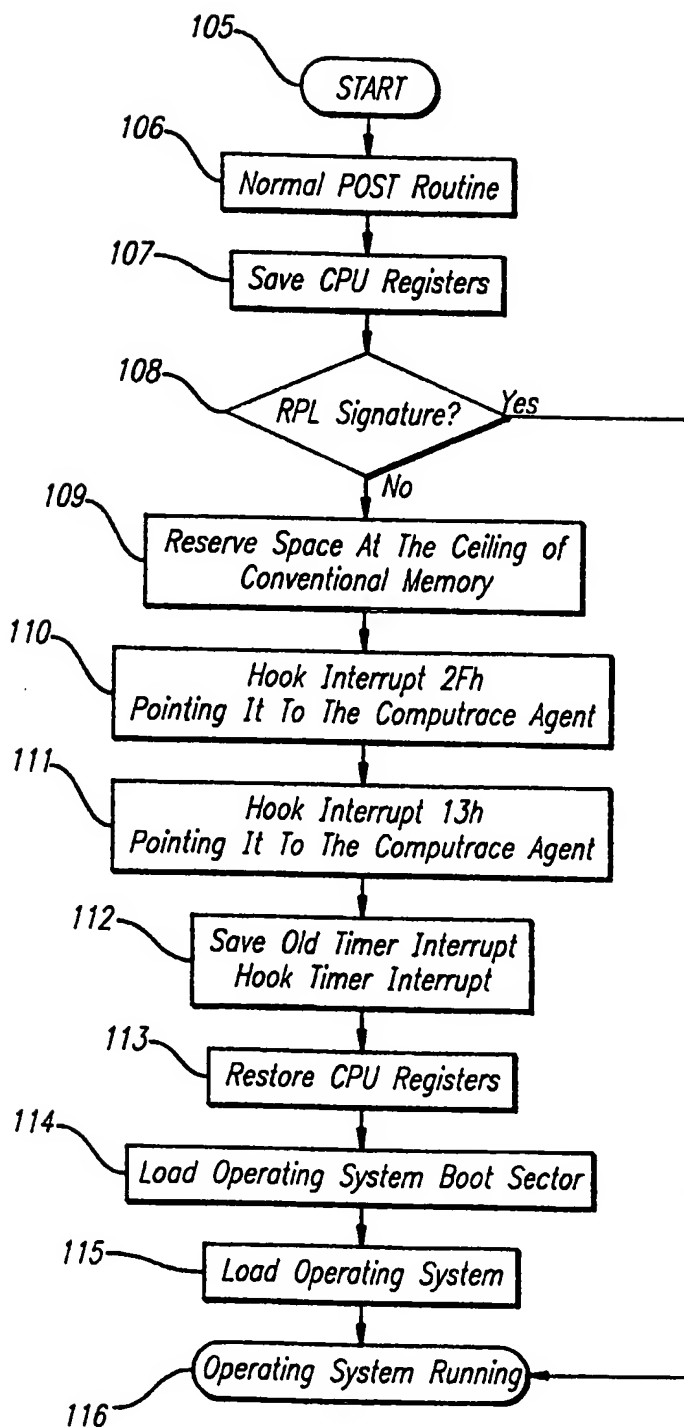 105
START
106
Normal POST Routine
107
Save CPU Registers
108
RPL Signature?
Yes
No
109
Reserve Space At The Ceiling of
Conventional Memory
110
Hook Interrupt 2Fh
Pointing It To The Computrace Agent
111
Hook Interrupt 13h
Pointing It To The Computrace Agent
112
Save Old Timer Interrupt
Hook Timer Interrupt
113
Restore CPU Registers
114
Load Operating System Boot Sector
115
Load Operating System
Operating System Running
116